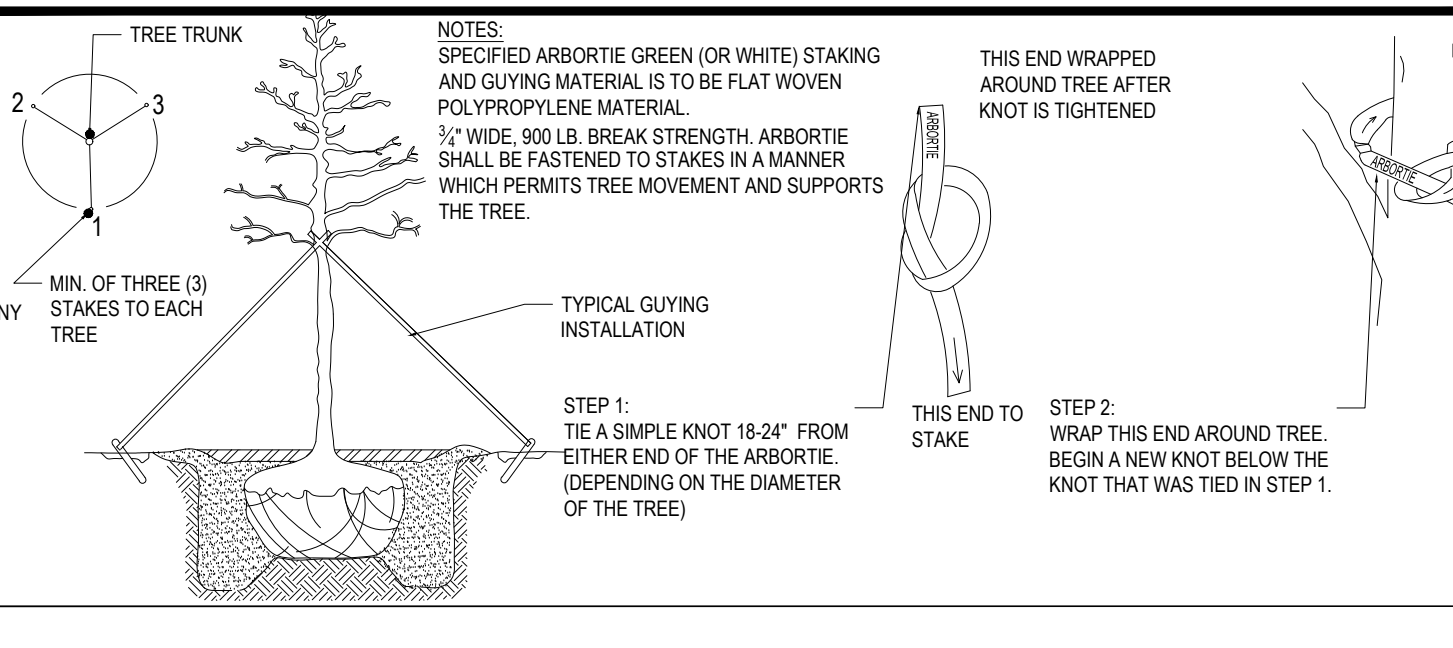 TREE TRUNK
2
3
1
MIN. OF THREE (3)
STAKES TO EACH
TREE
NY
NOTES:
SPECIFIED ARBORTIE GREEN (OR WHITE) STAKING
AND GUYING MATERIAL IS TO BE FLAT WOVEN
POLYPROPYLENE MATERIAL.
3/4" WIDE, 900 LB. BREAK STRENGTH. ARBORTIE
SHALL BE FASTENED TO STAKES IN A MANNER
WHICH PERMITS TREE MOVEMENT AND SUPPORTS
THE TREE.
TYPICAL GUYING
INSTALLATION
STEP 1:
TIE A SIMPLE KNOT 18-24" FROM
EITHER END OF THE ARBORTIE.
(DEPENDING ON THE DIAMETER
OF THE TREE)
THIS END WRAPPED
AROUND TREE AFTER
KNOT IS TIGHTENED
ARBORTIE
THIS END TO
STAKE
STEP 2:
WRAP THIS END AROUND TREE.
BEGIN A NEW KNOT BELOW THE
KNOT THAT WAS TIED IN STEP 1.
ARBORTIE